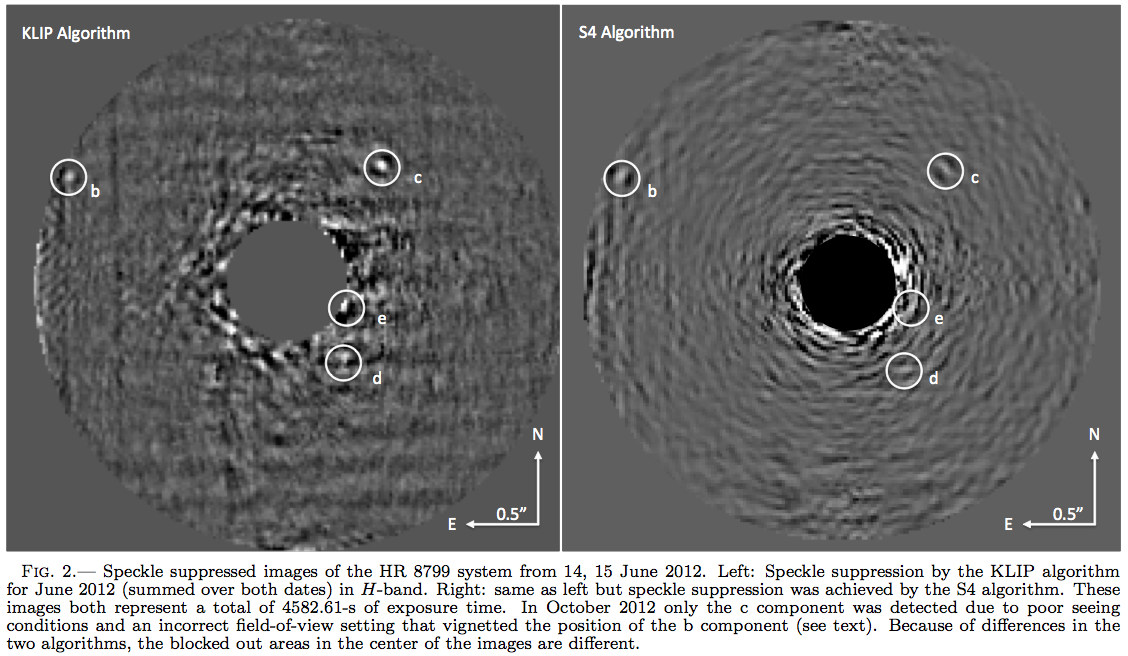 KLIP Algorithm
b
c
e
d
N
E
0.5”
S4 Algorithm
b
c
e
d
N
E
0.5”
FIG. 2.— Speckle suppressed images of the HR 8799 system from 14, 15 June 2012. Left: Speckle suppression by the KLIP algorithm
for June 2012 (summed over both dates) in H-band. Right: same as left but speckle suppression was achieved by the S4 algorithm. These
images both represent a total of 4582.61-s of exposure time. In October 2012 only the c component was detected due to poor seeing
conditions and an incorrect field-of-view setting that vignetted the position of the b component (see text). Because of differences in the
two algorithms, the blocked out areas in the center of the images are different.